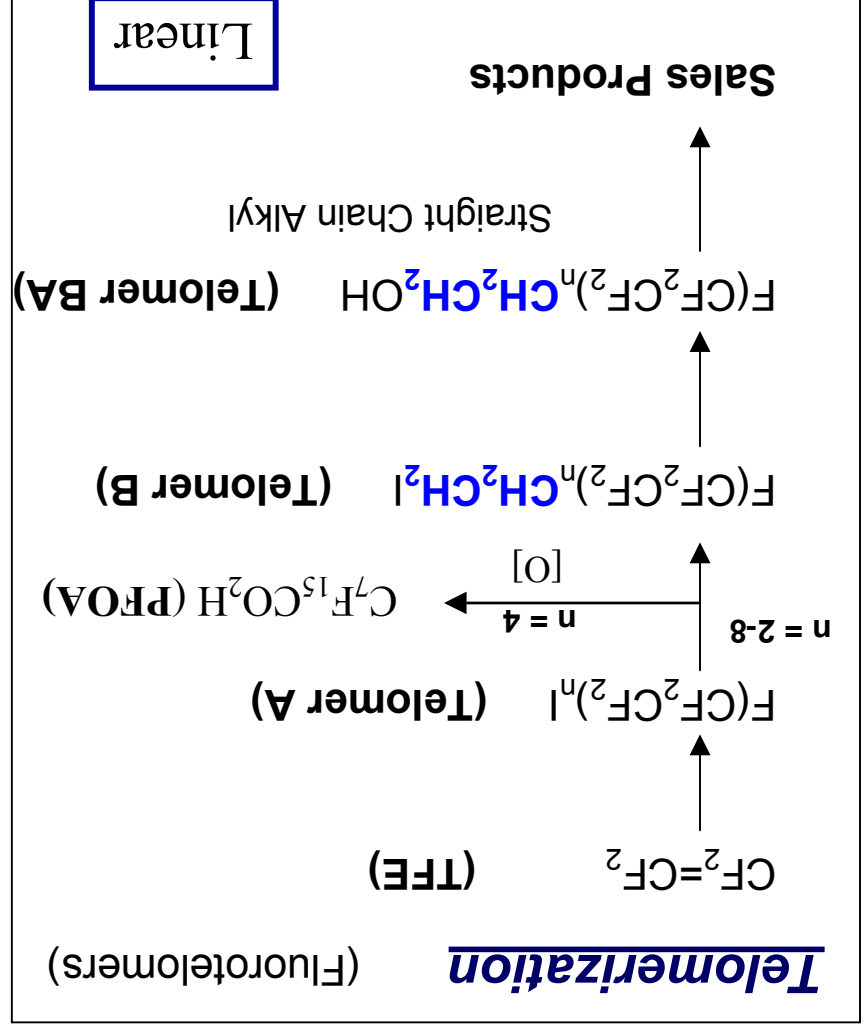 Telomerization (Fluorotelomers)
CF₂=CF₂ (TFE)
F(CF₂CF₂)ₙI (Telomer A)
n = 2-8
n = 4
[O]
C₇F₁₅CO₂H (PFOA)
F(CF₂CF₂)ₙCH₂CH₂I (Telomer B)
F(CF₂CF₂)ₙCH₂CH₂OH (Telomer BA)
Straight Chain Alkyl
Sales Products
Linear